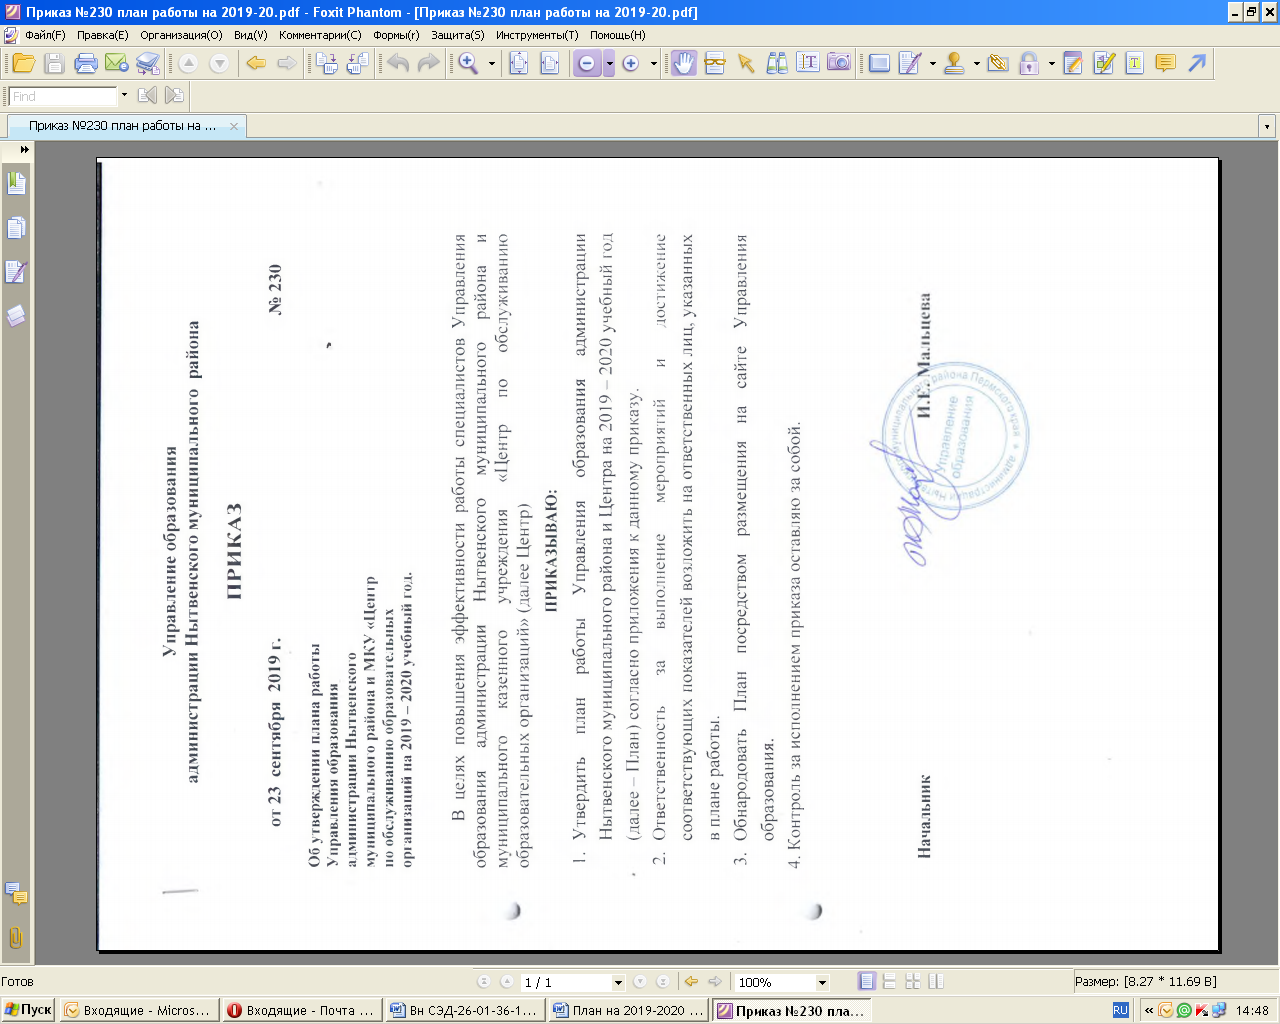 Приказ №230 план работы на 2019-20.pdf - Foxit Phantom - [Приказ №230 план работы на 2019-20.pdf]
Файл(F) Правка(E) Организация(O) Вид(V) Комментарии(C) Формы(r) Защита(S) Инструменты(T) Помощь(H)
Find
Приказ №230 план работы на ...
Управление образования
администрации Нытвенского муниципального района
ПРИКАЗ
от 23 сентября 2019 г. № 230
Об утверждении плана работы
Управления образования
администрации Нытвенского
муниципального района и МКУ «Центр
по обслуживанию образовательных
организаций на 2019 – 2020 учебный год.
В целях повышения эффективности работы специалистов Управления
образования администрации Нытвенского муниципального района и
муниципального казенного учреждения «Центр по обслуживанию
образовательных организаций» (далее Центр)
ПРИКАЗЫВАЮ:
1. Утвердить план работы Управления образования администрации
Нытвенского муниципального района и Центра на 2019 – 2020 учебный год
(далее – План) согласно приложения к данному приказу.
2. Ответственность за выполнение мероприятий и достижение
соответствующих показателей возложить на ответственных лиц, указанных
в плане работы.
3. Обнародовать План посредством размещения на сайте Управления
образования.
4. Контроль за исполнением приказа оставляю за собой.
Начальник И.Е. Мальцева
Управление
образования
муниципального района Пермского края * администрации
Готов
1 / 1
100%
Размер: [8.27 * 11.69 В]
Пуск
Входящие - Micros...
Входящие - Почта ...
Вн СЭД-26-01-36-1...
План на 2019-2020 ...
Приказ №230 пла...
RU
14:48